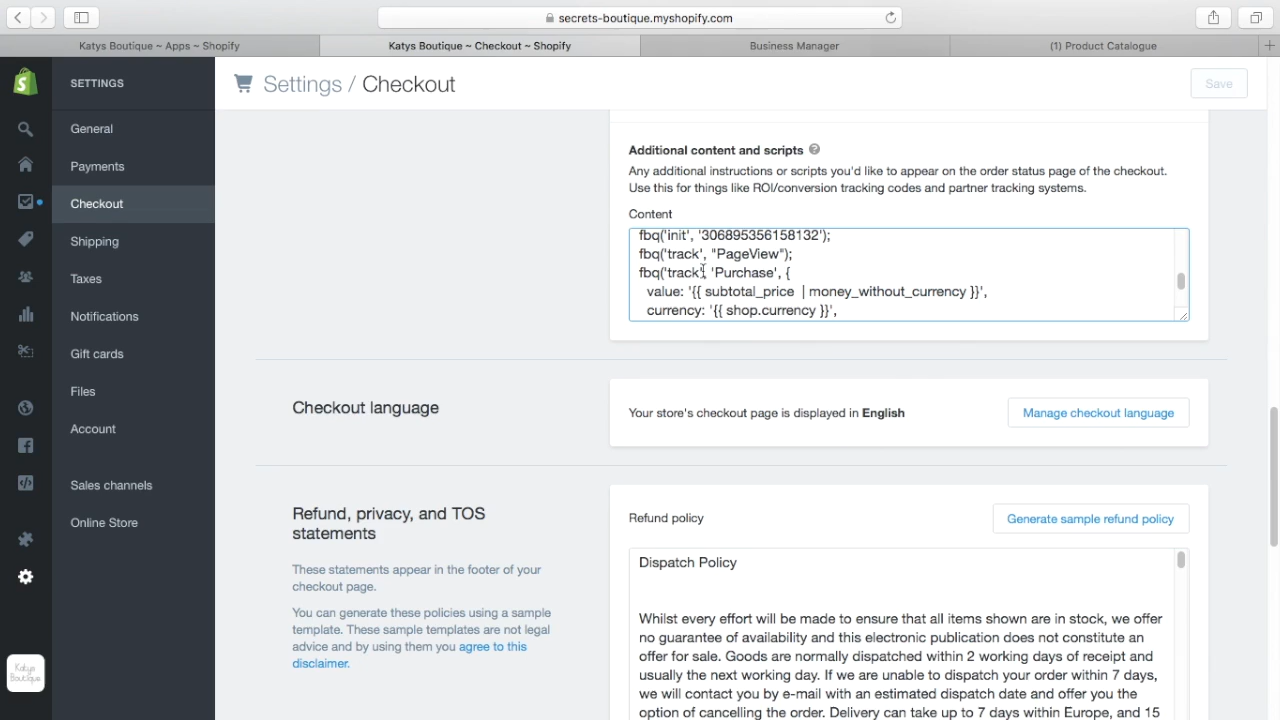 secrets-boutique.myshopify.com
Katys Boutique ~ Apps ~ Shopify
Katys Boutique ~ Checkout ~ Shopify
Business Manager
(1) Product Catalogue
SETTINGS
General
Payments
Checkout
Shipping
Taxes
Notifications
Gift cards
Files
Account
Sales channels
Online Store
Katys
Boutique
Settings / Checkout
Save
Additional content and scripts
Any additional instructions or scripts you'd like to appear on the order status page of the checkout.
Use this for things like ROI/conversion tracking codes and partner tracking systems.
Content
fbq('init', '306895356158132');
fbq('track', "PageView");
fbq('track', 'Purchase', {
value: '{{ subtotal_price | money_without_currency }}',
currency: '{{ shop.currency }}',
Checkout language
Your store's checkout page is displayed in English
Manage checkout language
Refund, privacy, and TOS
statements
These statements appear in the footer of your
checkout page.
You can generate these policies using a sample
template. These sample templates are not legal
advice and by using them you agree to this
disclaimer.
Refund policy
Generate sample refund policy
Dispatch Policy
Whilst every effort will be made to ensure that all items shown are in stock, we offer
no guarantee of availability and this electronic publication does not constitute an
offer for sale. Goods are normally dispatched within 2 working days of receipt and
usually the next working day. If we are unable to dispatch your order within 7 days,
we will contact you by e-mail with an estimated dispatch date and offer you the
option of cancelling the order. Delivery can take up to 7 days within Europe, and 15